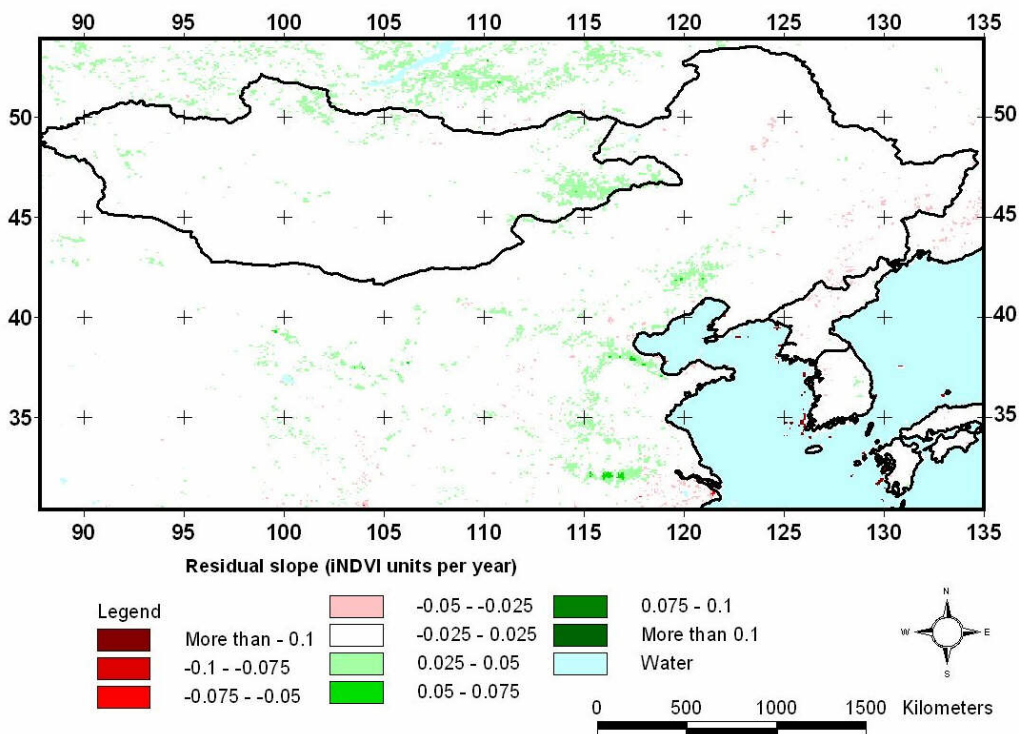 90 95 100 105 110 115 120 125 130 135
50 50
45 45
40 40
35 35
90 95 100 105 110 115 120 125 130 135
Residual slope (iNDVI units per year)
Legend
More than - 0.1
-0.1 - -0.075
-0.075 - -0.05
-0.05 - -0.025
-0.025 - 0.025
0.025 - 0.05
0.05 - 0.075
0.075 - 0.1
More than 0.1
Water
N
W E
S
0 500 1000 1500 Kilometers